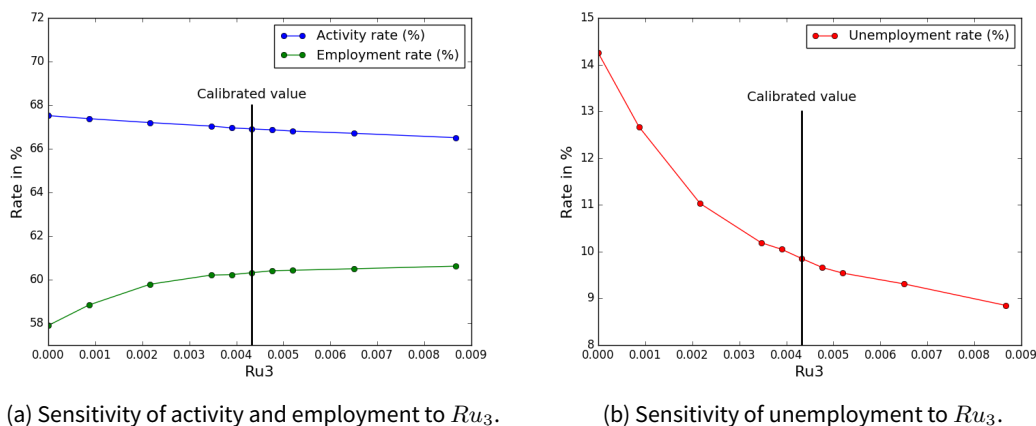 72
70
68
66
64
62
60
58
Rate in %
Activity rate (%)
Employment rate (%)
Calibrated value
0.000 0.001 0.002 0.003 0.004 0.005 0.006 0.007 0.008 0.009
Ru3
(a) Sensitivity of activity and employment to Ru₃.
15
14
13
12
11
10
9
8
Rate in %
Unemployment rate (%)
Calibrated value
0.000 0.001 0.002 0.003 0.004 0.005 0.006 0.007 0.008 0.009
Ru3
(b) Sensitivity of unemployment to Ru₃.